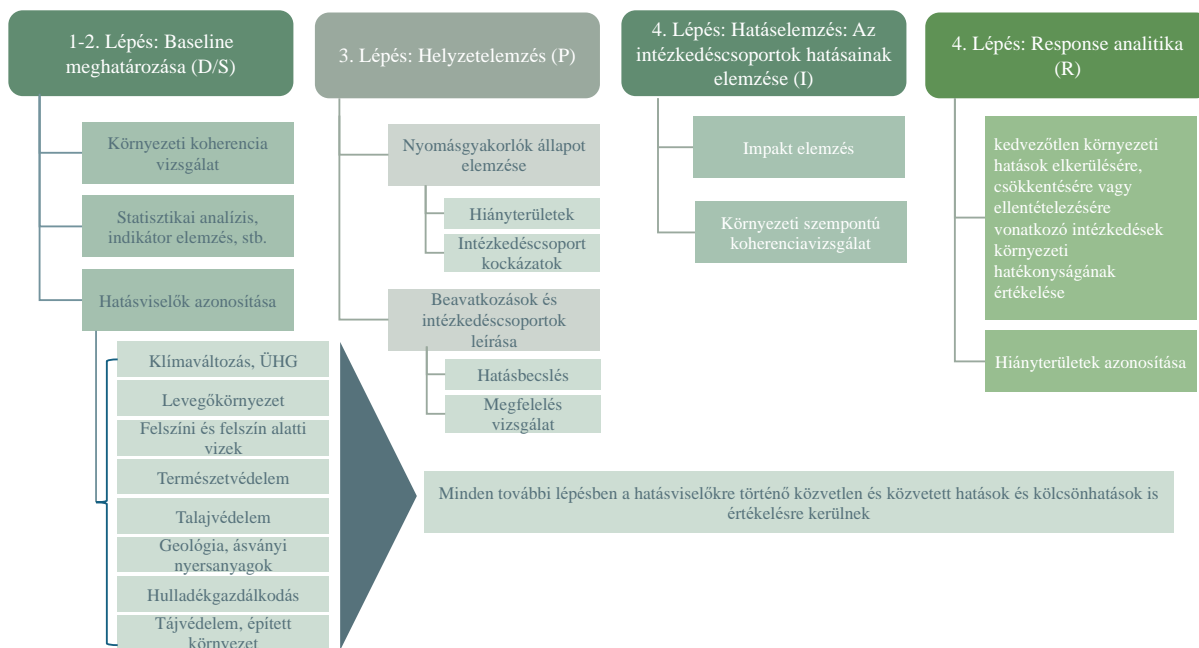 1-2. Lépés: Baseline
meghatározása (D/S)
Környezeti koherencia
vizsgálat
Statisztikai analízis,
indikátor elemzés, stb.
Hatásviselők azonosítása
Klímaváltozás, ÜHG
Levegőkörnyezet
Felszíni és felszín alatti
vizek
Természetvédelem
Talajvédelem
Geológia, ásványi
nyersanyagok
Hulladékgazdálkodás
Tájvédelem, épített
környezet
3. Lépés: Helyzetelemzés (P)
Nyomásgyakorlók állapot
elemzése
Hiányterületek
Intézkedéscsoport
kockázatok
Beavatkozások és
intézkedéscsoportok
leírása
Hatásbecslés
Megfelelés
vizsgálat
4. Lépés: Hatáselemzés: Az
intézkedéscsoportok hatásainak
elemzése (I)
Impakt elemzés
Környezeti szempontú
koherenciavizsgálat
4. Lépés: Response analitika
(R)
kedvezőtlen környezeti
hatások elkerülésére,
csökkentésére vagy
ellentételezésére
vonatkozó intézkedések
környezeti
hatékonyságának
értékelése
Hiányterületek azonosítása
Minden további lépésben a hatásviselőkre történő közvetlen és közvetett hatások és kölcsönhatások is
értékelésre kerülnek